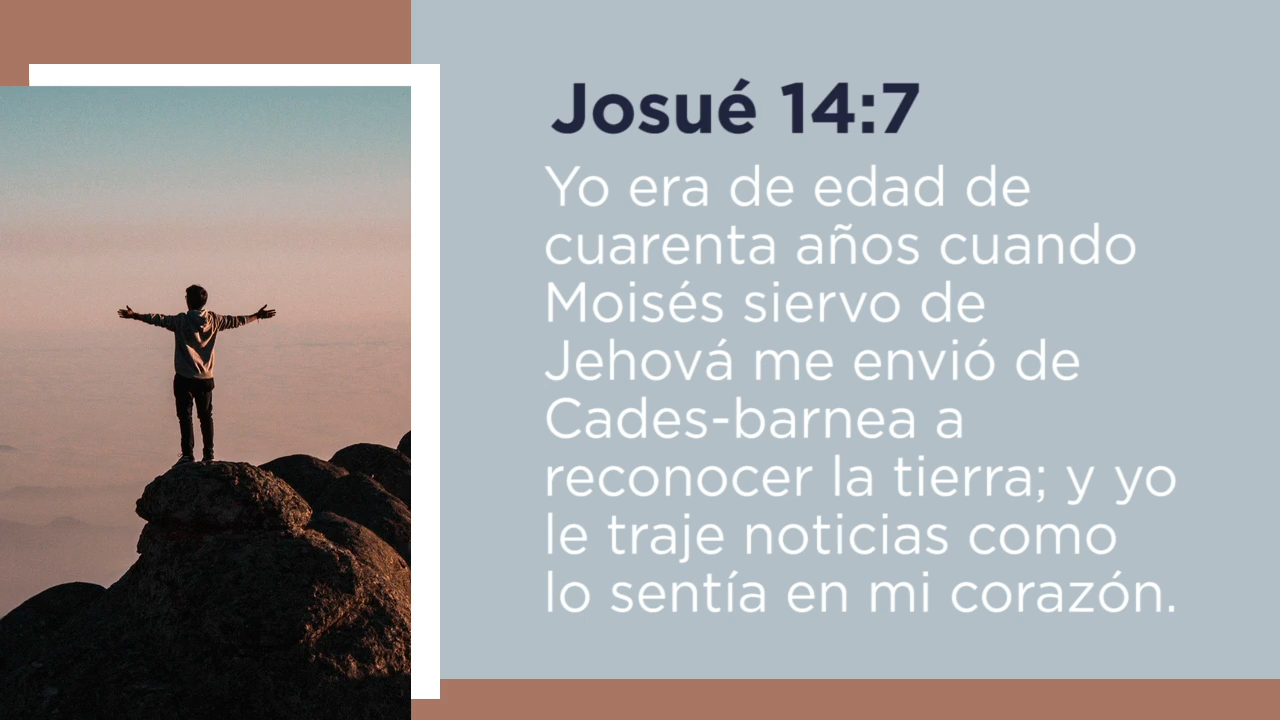 Josué 14:7
Yo era de edad de
cuarenta años cuando
Moisés siervo de
Jehová me envió de
Cades-barnea a
reconocer la tierra; y yo
le traje noticias como
lo sentía en mi corazón.